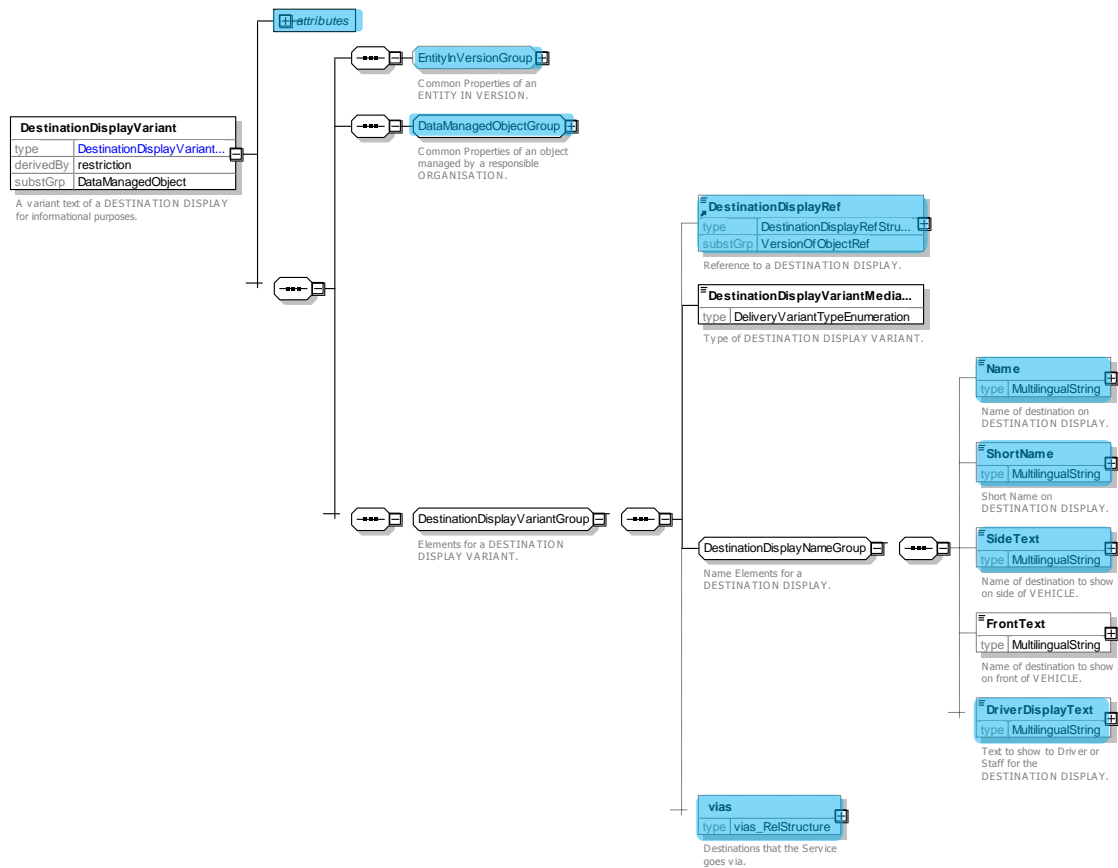 attributes
EntityInVersionGroup
Common Properties of an
ENTITY IN VERSION.
DestinationDisplayVariant
type DestinationDisplayVariant...
derivedBy restriction
substGrp DataManagedObject
A variant text of a DESTINATION DISPLAY
for informational purposes.
DataManagedObjectGroup
Common Properties of an object
managed by a responsible
ORGANISATION.
DestinationDisplayRef
type DestinationDisplayRefStru...
substGrp VersionOfObjectRef
Reference to a DESTINATION DISPLAY.
DestinationDisplayVariantMedia...
type DeliveryVariantTypeEnumeration
Type of DESTINATION DISPLAY VARIANT.
DestinationDisplayVariantGroup
Elements for a DESTINATION
DISPLAY VARIANT.
DestinationDisplayNameGroup
Name Elements for a
DESTINATION DISPLAY.
Name
type MultilingualString
Name of destination on
DESTINATION DISPLAY.
ShortName
type MultilingualString
Short Name on
DESTINATION DISPLAY.
SideText
type MultilingualString
Name of destination to show
on side of VEHICLE.
FrontText
type MultilingualString
Name of destination to show
on front of VEHICLE.
DriverDisplayText
type MultilingualString
Text to show to Driver or
Staff for the
DESTINATION DISPLAY.
vias
type vias_RelStructure
Destinations that the Service
goes via.